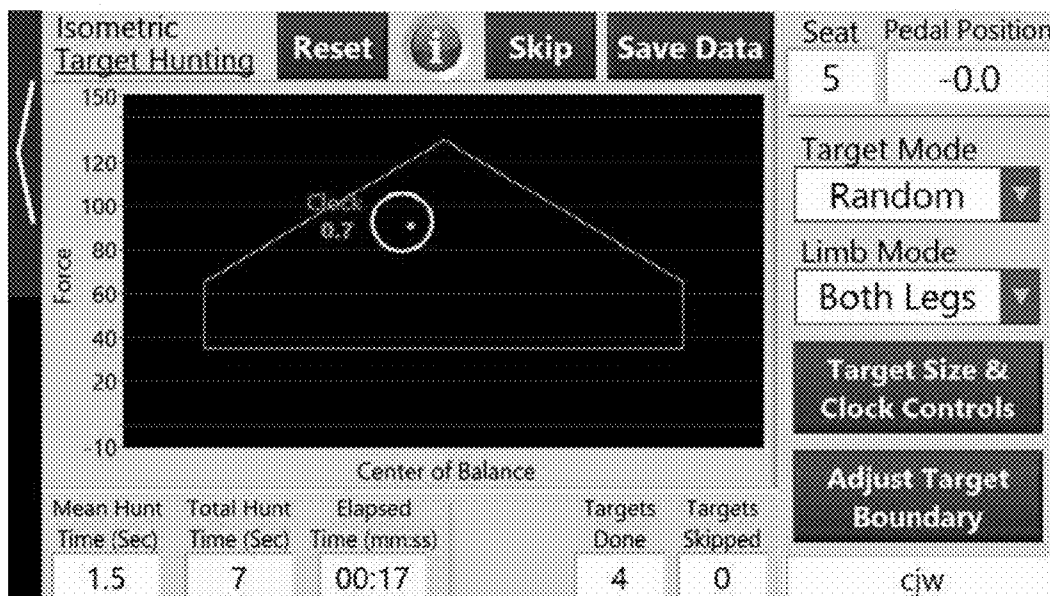 Isometric
Target Hunting
Reset
i
Skip
Save Data
Seat
Pedal Position
5
-0.0
150
120
100
80
60
40
20
-10
Force
Clock
0.7
Center of Balance
Target Mode
Random
Limb Mode
Both Legs
Target Size &
Clock Controls
Adjust Target
Boundary
Mean Hunt
Time (Sec)
1.5
Total Hunt
Time (Sec)
7
Elapsed
Time (mm:ss)
00:17
Targets
Done
4
Targets
Skipped
0
cjw